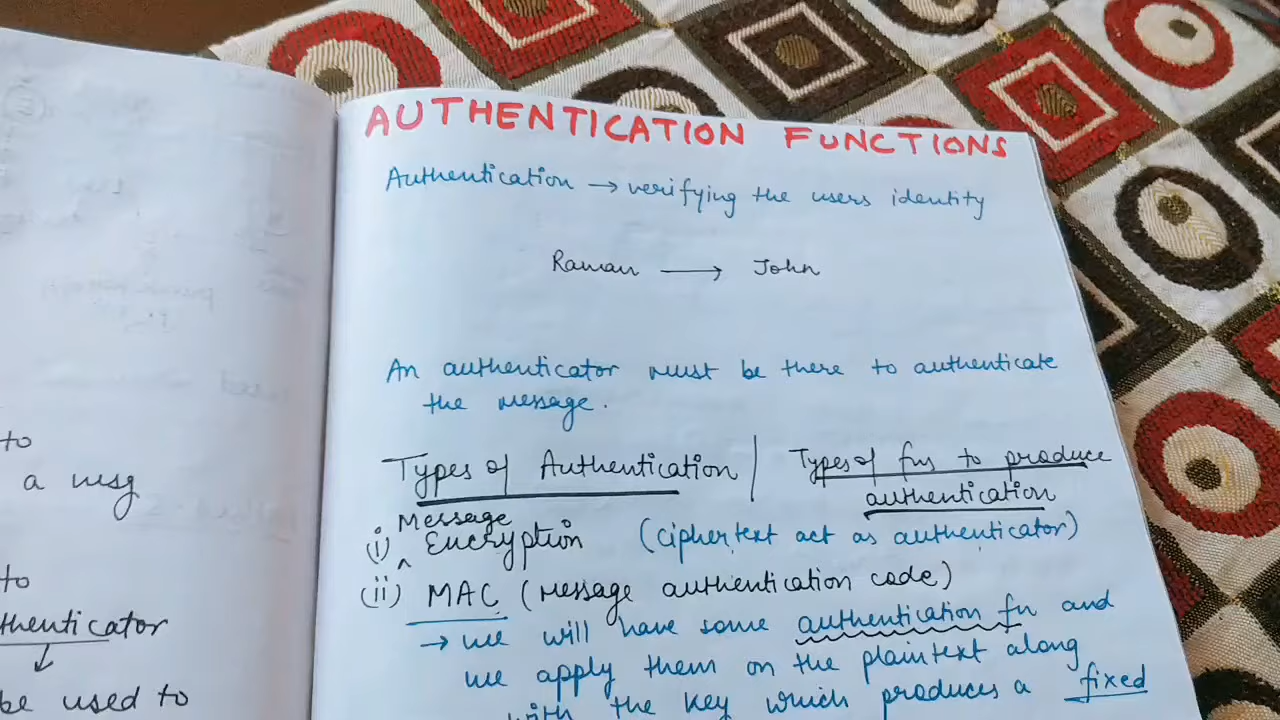 to
a msg
to
thenticator
↓
be used to
AUTHENTICATION FUNCTIONS
Authentication → verifying the users identity
Raman → John
An authenticator must be there to authenticate
the message.
Types of Authentication | Types of fns to produce
authentication
(i) Message Encryption (ciphertext act as authenticator)
(ii) MAC (message authentication code)
→ we will have some authentication fn and
we apply them on the plaintext along
with the key which produces a fixed